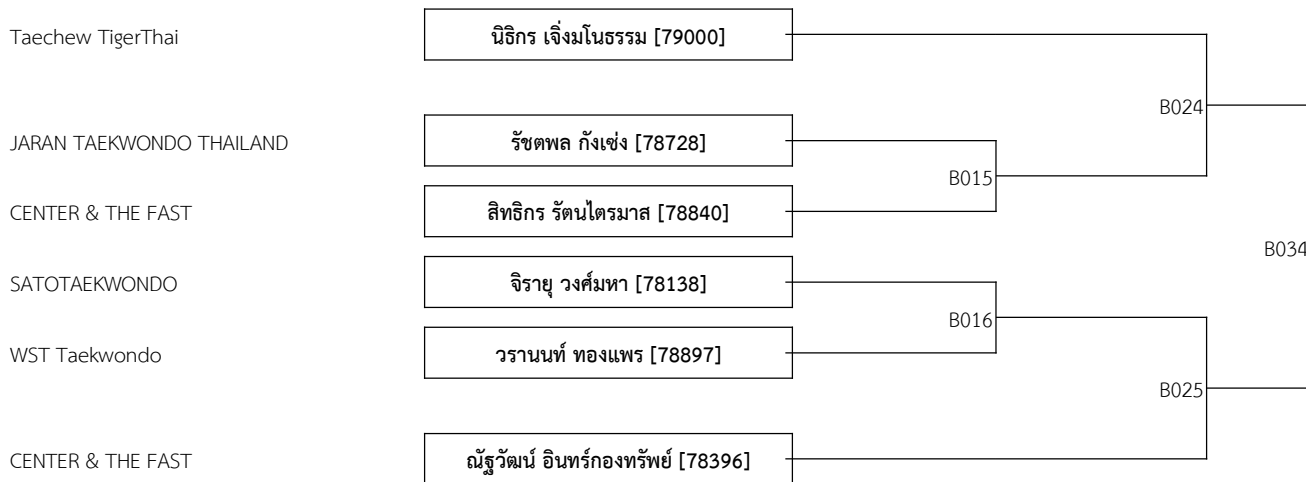 Taechew TigerThai
นิธิกร เจิ่งมโนธรรม [79000]
B024
JARAN TAEKWONDO THAILAND
รัชตพล กังเซ่ง [78728]
B015
CENTER & THE FAST
สิทธิกร รัตนไตรมาส [78840]
B034
SATOTAEKWONDO
จิรายุ วงศ์มหา [78138]
B016
WST Taekwondo
วรานนท์ ทองแพร [78897]
B025
CENTER & THE FAST
ณัฐวัฒน์ อินทร์กองทรัพย์ [78396]